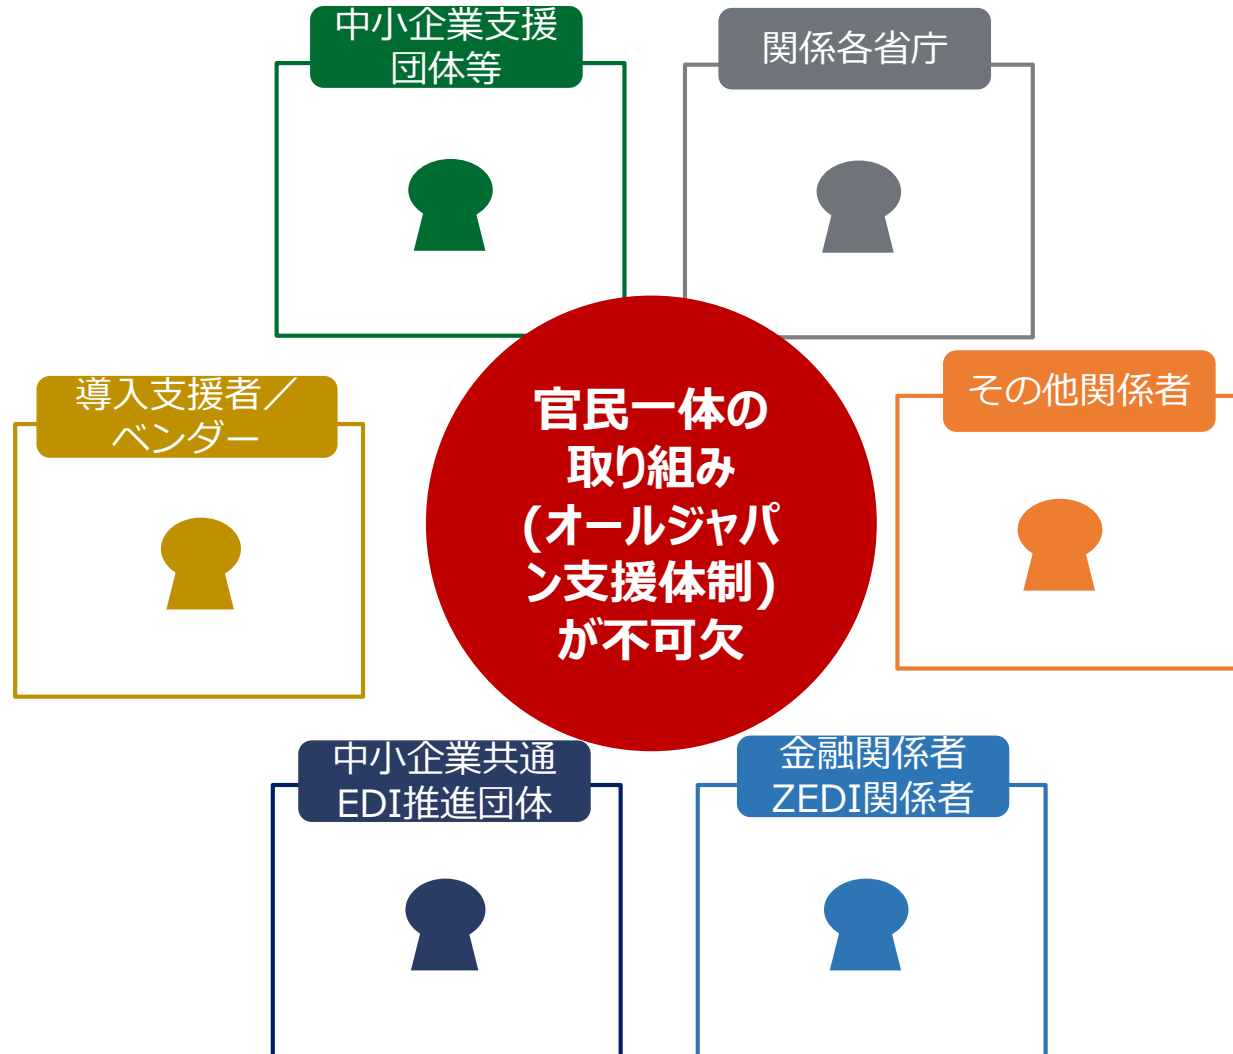 中小企業支援
団体等
関係各省庁
導入支援者／
ベンダー
官民一体の
取り組み
(オールジャパ
ン支援体制)
が不可欠
その他関係者
中小企業共通
EDI推進団体
金融関係者
ZEDI関係者